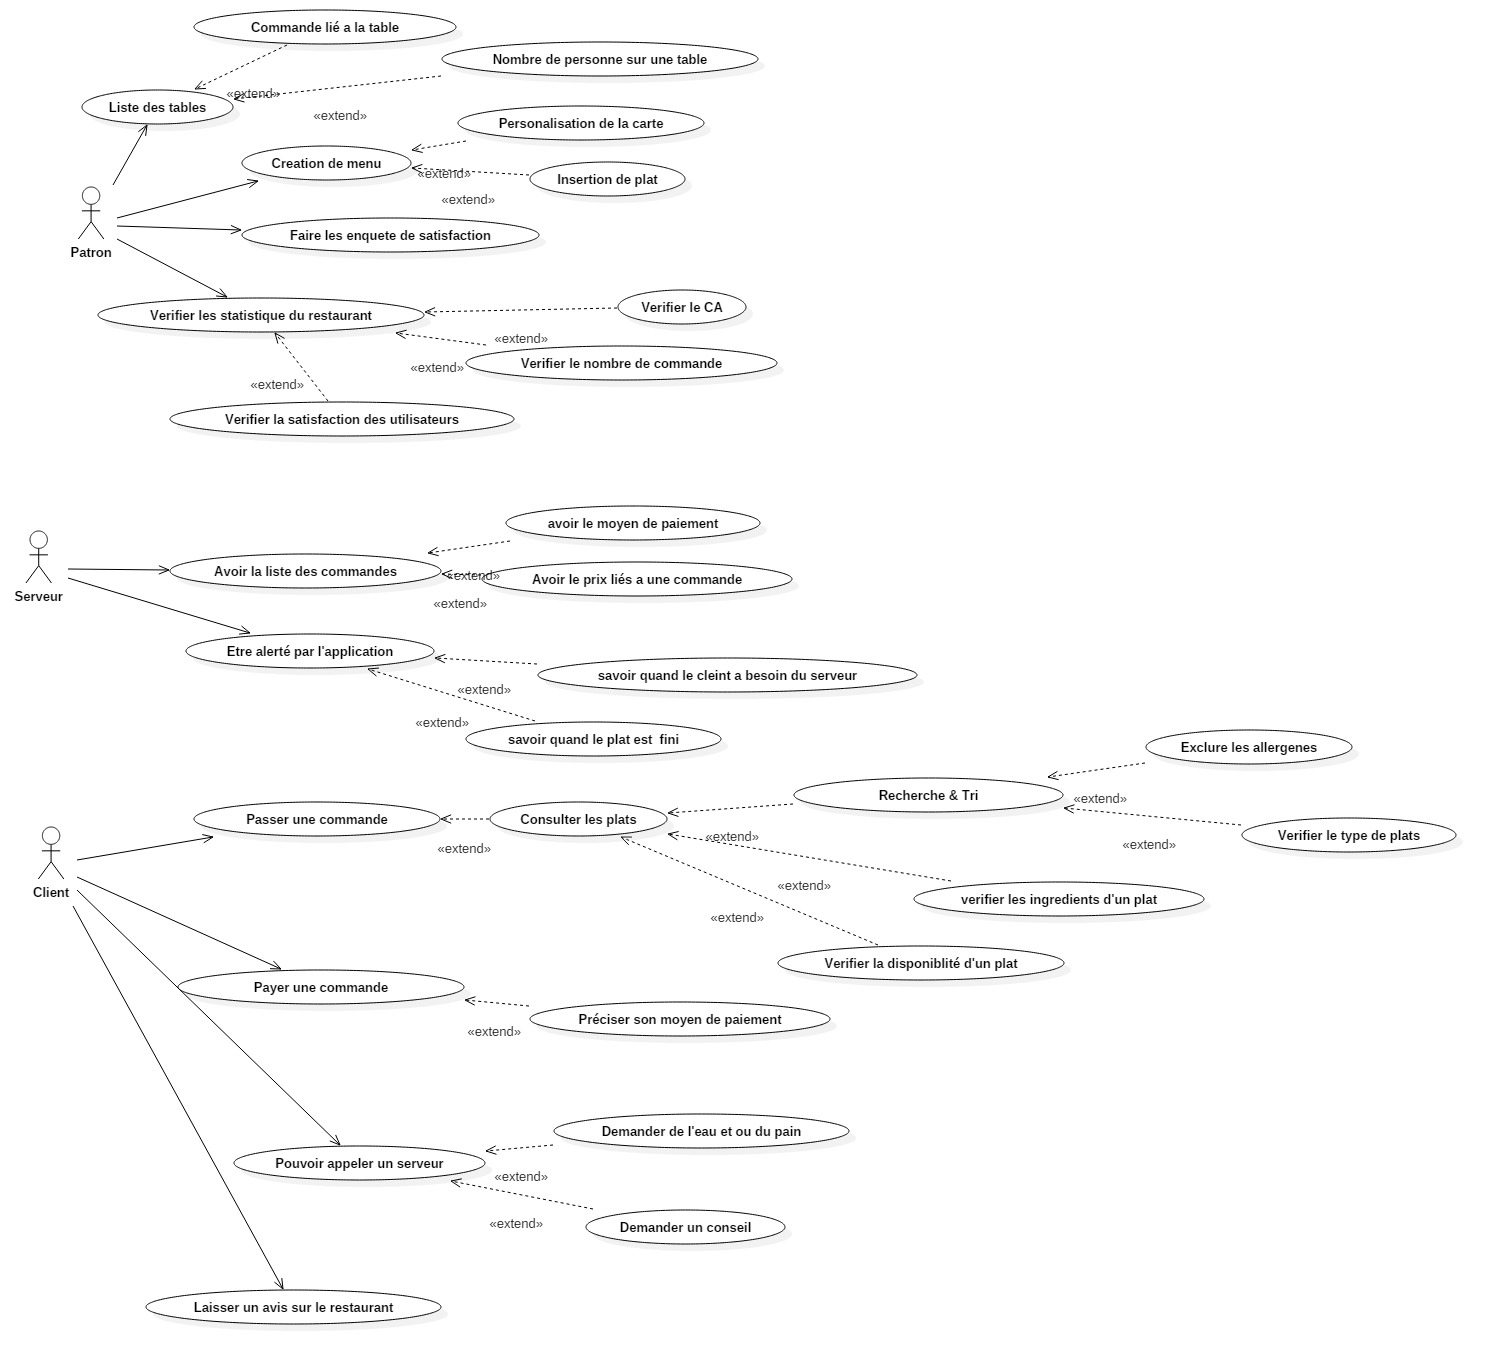 Commande lié a la table
Nombre de personne sur une table
«extend»
Liste des tables
«extend»
Personalisation de la carte
Creation de menu
«extend»
Insertion de plat
«extend»
Patron
Faire les enquete de satisfaction
Verifier le CA
Verifier les statistique du restaurant
«extend»
Verifier le nombre de commande
«extend»
«extend»
Verifier la satisfaction des utilisateurs
avoir le moyen de paiement
Serveur
Avoir la liste des commandes
«extend»
Avoir le prix liés a une commande
«extend»
Etre alerté par l'application
savoir quand le cleint a besoin du serveur
«extend»
«extend»
savoir quand le plat est  fini
Exclure les allergenes
Recherche & Tri
«extend»
Passer une commande
Consulter les plats
Verifier le type de plats
«extend»
«extend»
«extend»
Client
«extend»
verifier les ingredients d'un plat
«extend»
Verifier la disponiblité d'un plat
Payer une commande
Préciser son moyen de paiement
«extend»
Demander de l'eau et ou du pain
Pouvoir appeler un serveur
«extend»
Demander un conseil
«extend»
Laisser un avis sur le restaurant